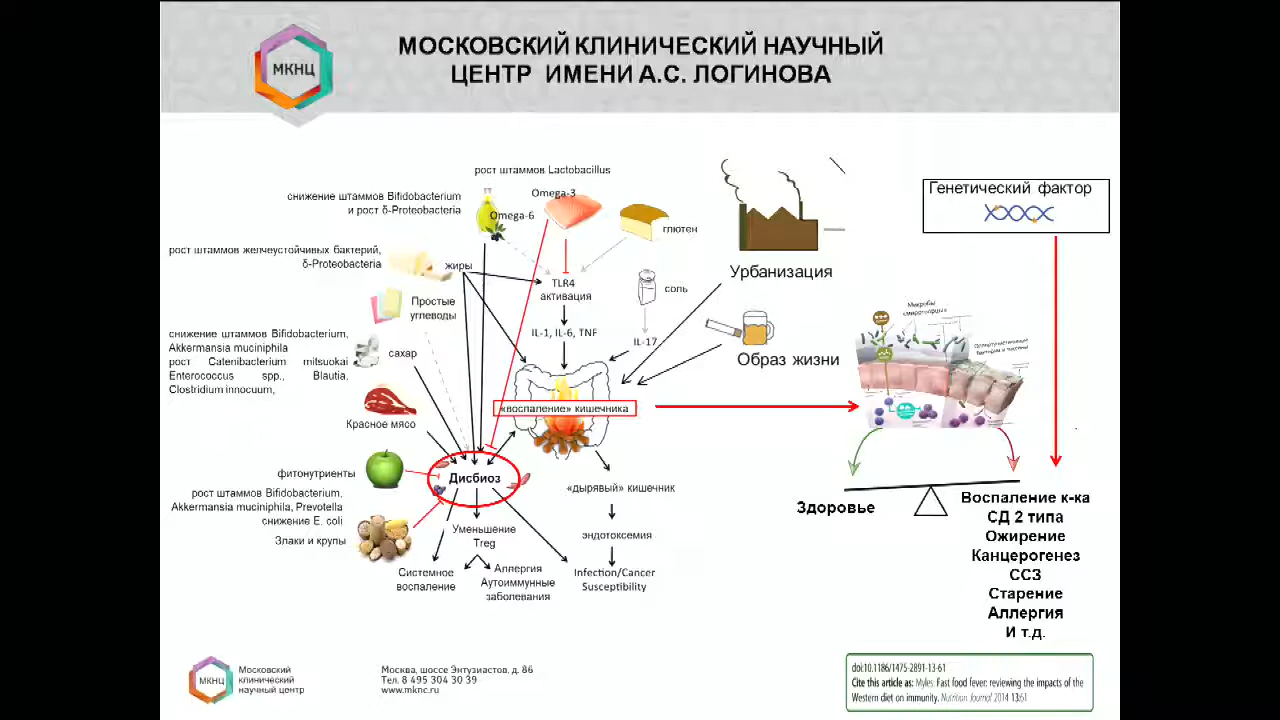 МОСКОВСКИЙ КЛИНИЧЕСКИЙ НАУЧНЫЙ
ЦЕНТР ИМЕНИ А.С. ЛОГИНОВА
МКНЦ
рост штаммов Lactobacillus
снижение штаммов Bifidobacterium
и рост δ-Proteobacteria
Omega-3
Omega-6
глютен
рост штаммов желчеустойчивых бактерий,
δ-Proteobacteria
жиры
Простые
углеводы
TLR4
активация
соль
IL-1, IL-6, TNF
IL-17
снижение штаммов Bifidobacterium,
Akkermansia muciniphila
рост Catenibacterium mitsuokai
Enterococcus spp., Blautia,
Clostridium innocuum,
сахар
Красное мясо
«воспаление» кишечника
фитонутриенты
Дисбиоз
рост штаммов Bifidobacterium,
Akkermansia muciniphila, Prevotella
снижение E. coli
Злаки и крупы
«дырявый» кишечник
эндотоксемия
Уменьшение
Treg
Системное
воспаление
Аллергия
Аутоиммунные
заболевания
Infection/Cancer
Susceptibility
Урбанизация
Образ жизни
Генетический фактор
Микробы
Здоровье
Воспаление к-ка
СД 2 типа
Ожирение
Канцерогенез
ССЗ
Старение
Аллергия
И т.д.
МКНЦ
Московский
клинический
научный центр
Москва, шоссе Энтузиастов, д. 86
Тел. 8 495 304 30 39
www.mknc.ru
doi:10.1186/1475-2891-13-61
Cite this article as: Myles: Fast food fever: reviewing the impacts of the
Western diet on immunity. Nutrition Journal 2014 13:61